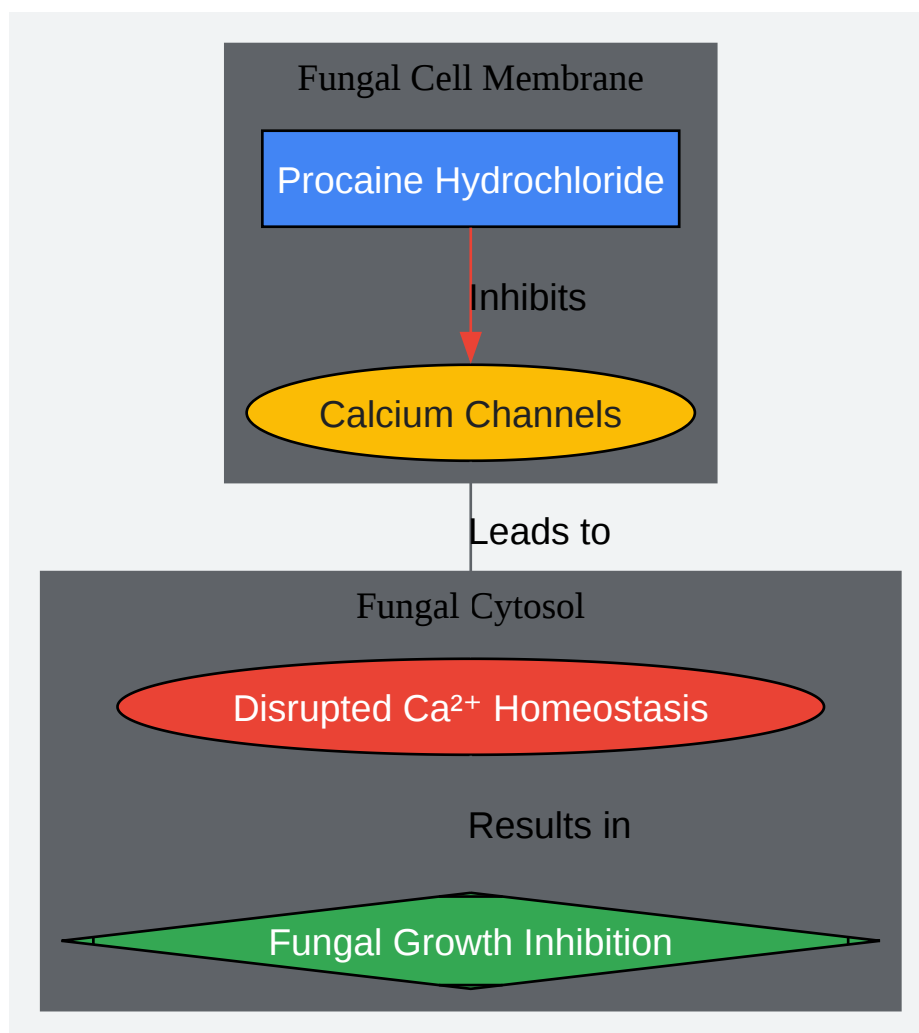 Fungal Cell Membrane
Procaine Hydrochloride
Inhibits
Calcium Channels
Leads to
Fungal Cytosol
Disrupted Ca²⁺ Homeostasis
Results in
Fungal Growth Inhibition